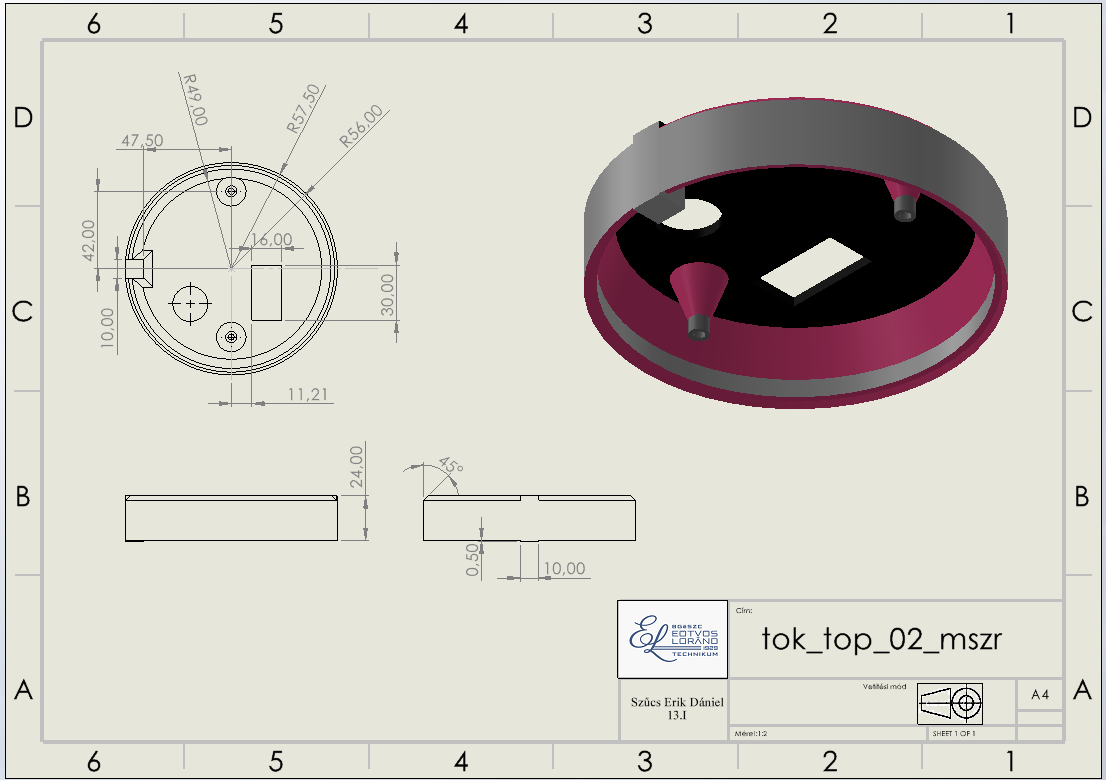 6 5 4 3 2 1
D D
R49,00
R57,50
R56,00
47,50
42,00
16,00
C C
10,00
30,00
11,21
24,00
45°
B B
0,50
10,00
BGéSZC
EÖTVÖS
LORÁND
1929
TECHNIKUM
Cím:
tok_top_02_mszr
A A
Szűcs Erik Dániel
13.I
Vetítési mód
A4
Méret:1:2
SHEET 1 OF 1
6 5 4 3 2 1